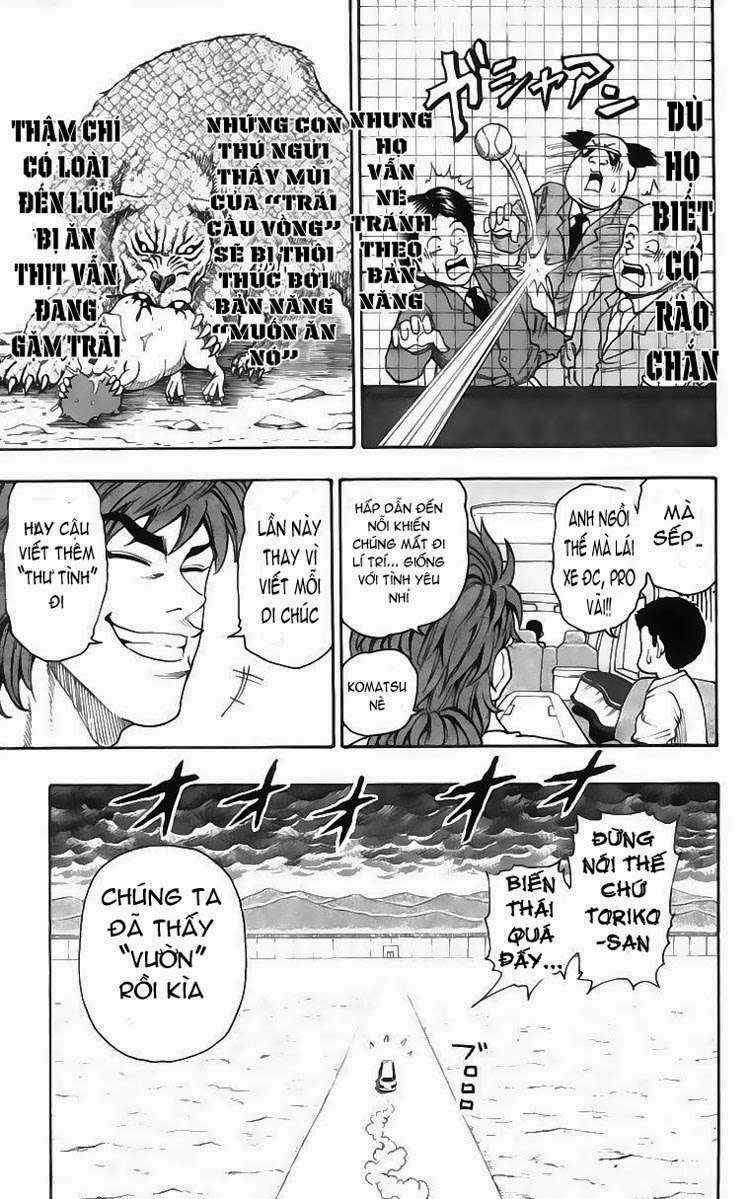 ガシャアアン
DÙ
HỌ
BIẾT
CÓ
RÀO
CHẮN
NHƯNG
HỌ
VẪN
NÉ
TRÁNH
THEO
BẢN
NĂNG
NHỮNG CON
THÚ NGỬI
THẤY MÙI
CỦA “TRÁI
CẦU VỒNG”
SẼ BỊ THÔI
THÚC BỞI
BẢN NĂNG
“MUỐN ĂN
NÓ”
THẬM CHÍ
CÓ LOÀI
ĐẾN LÚC
BỊ ĂN
THỊT VẪN
ĐANG
GẶM TRÁI
MÀ
SẾP_
ANH NGỒI
THẾ MÀ LÁI
XE ĐC, PRO
VÃI!!
HẤP DẪN ĐẾN
NỖI KHIẾN
CHÚNG MẤT ĐI
LÍ TRÍ... GIỐNG
VỚI TÌNH YÊU
NHỈ
KOMATSU
NÈ
LẦN NÀY
THAY VÌ
VIẾT MỖI
DI CHÚC
HAY CẬU
VIẾT THÊM
“THƯ TÌNH”
ĐI
オオオオオ
ĐỪNG
NÓI THẾ
CHỨ
TORIKO
-SAN
BIẾN
THÁI
QUÁ
ĐẤY...
CHÚNG TA
ĐÃ THẤY
“VƯỜN”
RỒI KÌA
ブロロロロ